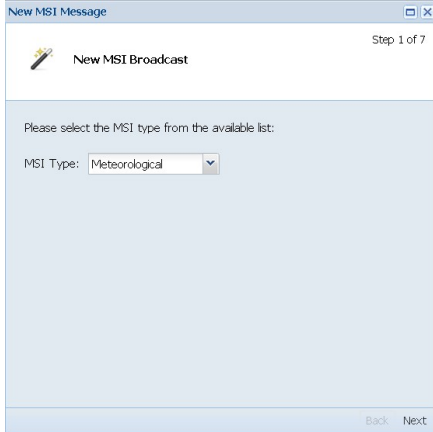 New MSI Message
Step 1 of 7
New MSI Broadcast
Please select the MSI type from the available list:
MSI Type: Meteorological
Back Next